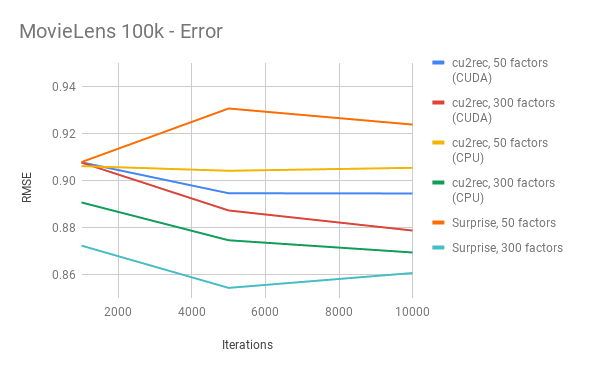 MovieLens 100k - Error
RMSE
0.94
0.92
0.90
0.88
0.86
2000
4000
6000
8000
10000
Iterations
cu2rec, 50 factors
(CUDA)
cu2rec, 300 factors
(CUDA)
cu2rec, 50 factors
(CPU)
cu2rec, 300 factors
(CPU)
Surprise, 50 factors
Surprise, 300 factors